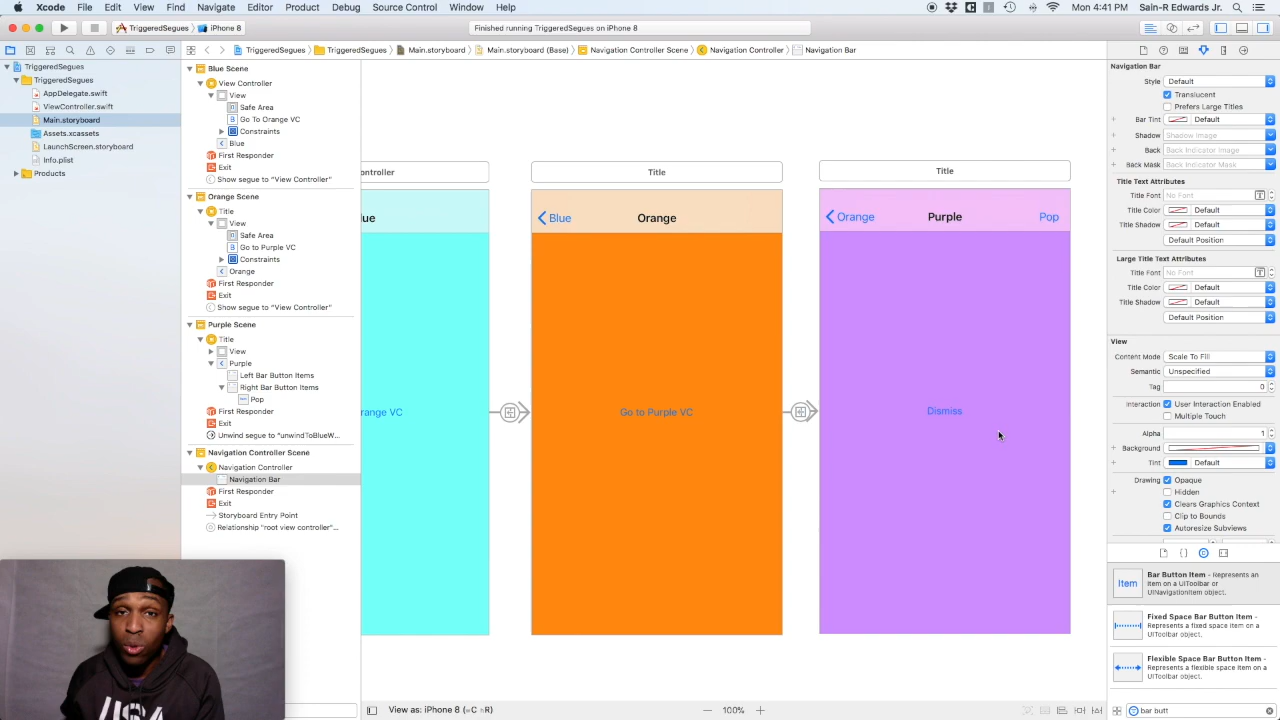 Xcode File Edit View Find Navigate Editor Product Debug Source Control Window Help
Mon 4:41 PM Sain-R Edwards Jr.
TriggeredSegues iPhone 8
Finished running TriggeredSegues on iPhone 8
TriggeredSegues TriggeredSegues Main.storyboard Main.storyboard (Base) Navigation Controller Scene Navigation Controller Navigation Bar
TriggeredSegues
TriggeredSegues
AppDelegate.swift
ViewController.swift
Main.storyboard
Assets.xcassets
LaunchScreen.storyboard
Info.plist
Products
Blue Scene
View Controller
View
Safe Area
Go To Orange VC
Constraints
Blue
First Responder
Exit
Show segue to "View Controller"
Orange Scene
Title
View
Safe Area
Go to Purple VC
Constraints
Orange
First Responder
Exit
Show segue to "View Controller"
Purple Scene
Title
View
Purple
Left Bar Button Items
Right Bar Button Items
Pop
First Responder
Exit
Unwind segue to "unwindToBlueW...
Navigation Controller Scene
Navigation Controller
Navigation Bar
First Responder
Exit
Storyboard Entry Point
Relationship "root view controller"...
ontroller
lue
range VC
Title
Blue
Orange
Go to Purple VC
Title
Orange
Purple
Pop
Dismiss
View as: iPhone 8 (wC hR)
100%
Navigation Bar
Style Default
Translucent
Prefers Large Titles
Bar Tint Default
Shadow Shadow Image
Back Back Indicator Image
Back Mask Back Indicator Mask
Title Text Attributes
Title Font No Font
Title Color Default
Title Shadow Default
Default Position
Large Title Text Attributes
Title Font No Font
Title Color Default
Title Shadow Default
Default Position
View
Content Mode Scale To Fill
Semantic Unspecified
Tag 0
Interaction User Interaction Enabled
Multiple Touch
Alpha 1
Background
Tint Default
Drawing Opaque
Hidden
Clears Graphics Context
Clip to Bounds
Autoresize Subviews
Item
Bar Button Item - Represents an
item on a UIToolbar or
UINavigationItem object.
Fixed Space Bar Button Item -
Represents a fixed space item on a
UIToolbar object.
Flexible Space Bar Button Item -
Represents a flexible space item on a
UIToolbar object.
bar butt